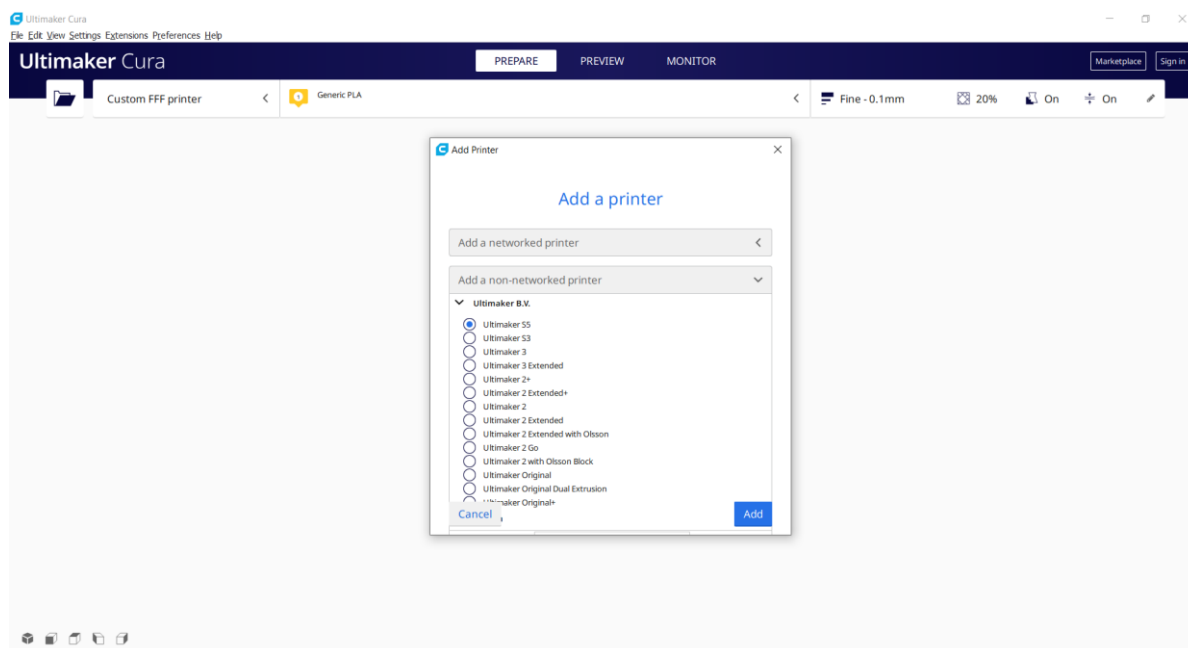 Ultimaker Cura
File Edit View Settings Extensions Preferences Help
Ultimaker Cura
PREPARE
PREVIEW
MONITOR
Marketplace
Sign in
Custom FFF printer
1
Generic PLA
Fine - 0.1mm
20%
On
On
Add Printer
Add a printer
Add a networked printer
Add a non-networked printer
Ultimaker B.V.
Ultimaker S5
Ultimaker S3
Ultimaker 3
Ultimaker 3 Extended
Ultimaker 2+
Ultimaker 2 Extended+
Ultimaker 2
Ultimaker 2 Extended
Ultimaker 2 Extended with Olsson
Ultimaker 2 Go
Ultimaker 2 with Olsson Block
Ultimaker Original
Ultimaker Original Dual Extrusion
Ultimaker Original+
Cancel
Add